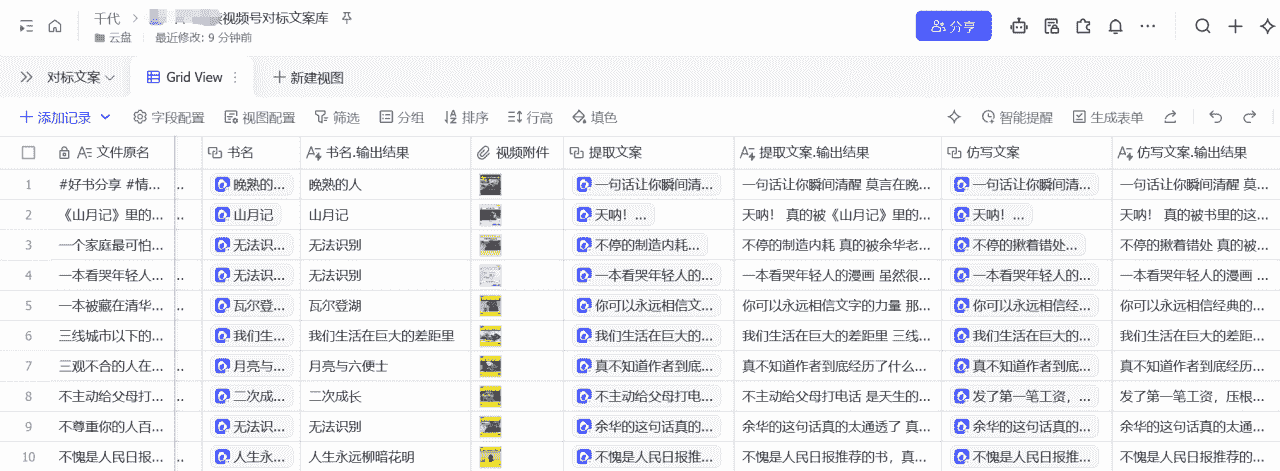 千代
视频号对标文案库
云盘
最近修改: 9 分钟前
分享
对标文案
Grid View
新建视图
添加记录
字段配置
视图配置
筛选
分组
排序
行高
填色
智能提醒
生成表单
文件原名 书名 书名.输出结果 视频附件 提取文案 提取文案.输出结果 仿写文案 仿写文案.输出结果
1 #好书分享 #情... .. 晚熟的... 晚熟的人 一句话让你瞬间清... 一句话让你瞬间清醒 莫言在晚... 一句话让你瞬间清... 一句话让你瞬间清醒 莫...
2 《山月记》里的... .. 山月记 山月记 天呐！... 天呐！ 真的被《山月记》里的... 天呐！... 天呐！ 真的被书里的这...
3 一个家庭最可怕... .. 无法识... 无法识别 不停的制造内耗... 不停的制造内耗 真的被余华老... 不停的揪着错处... 不停的揪着错处 真的被...
4 一本看哭年轻人... .. 无法识... 无法识别 一本看哭年轻人的... 一本看哭年轻人的漫画 虽然很... 一本看哭年轻人的... 一本看哭年轻人的漫画 ...
5 一本被藏在清华... .. 瓦尔登... 瓦尔登湖 你可以永远相信文... 你可以永远相信文字的力量 那... 你可以永远相信经... 你可以永远相信经典的...
6 三线城市以下的... .. 我们生... 我们生活在巨大的差距里 我们生活在巨大的... 我们生活在巨大的差距里 三线... 我们生活在巨大的... 我们生活在巨大的差距...
7 三观不合的人在... .. 月亮与... 月亮与六便士 真不知道作者到底... 真不知道作者到底经历了什么... 真不知道作者到底... 真不知道作者到底经历...
8 不主动给父母打... .. 二次成... 二次成长 不主动给父母打电... 不主动给父母打电话 是天生的... 发了第一笔工资，... 发了第一笔工资，压根...
9 不尊重你的人百... .. 无法识... 无法识别 余华的这句话真的... 余华的这句话真的太通透了 真... 余华的这句话真的... 余华的这句话真的太通...
10 不愧是人民日报... .. 人生永... 人生永远柳暗花明 不愧是人民日报推... 不愧是人民日报推荐的书，真... 不愧是人民日报推... 不愧是人民日报推荐的...